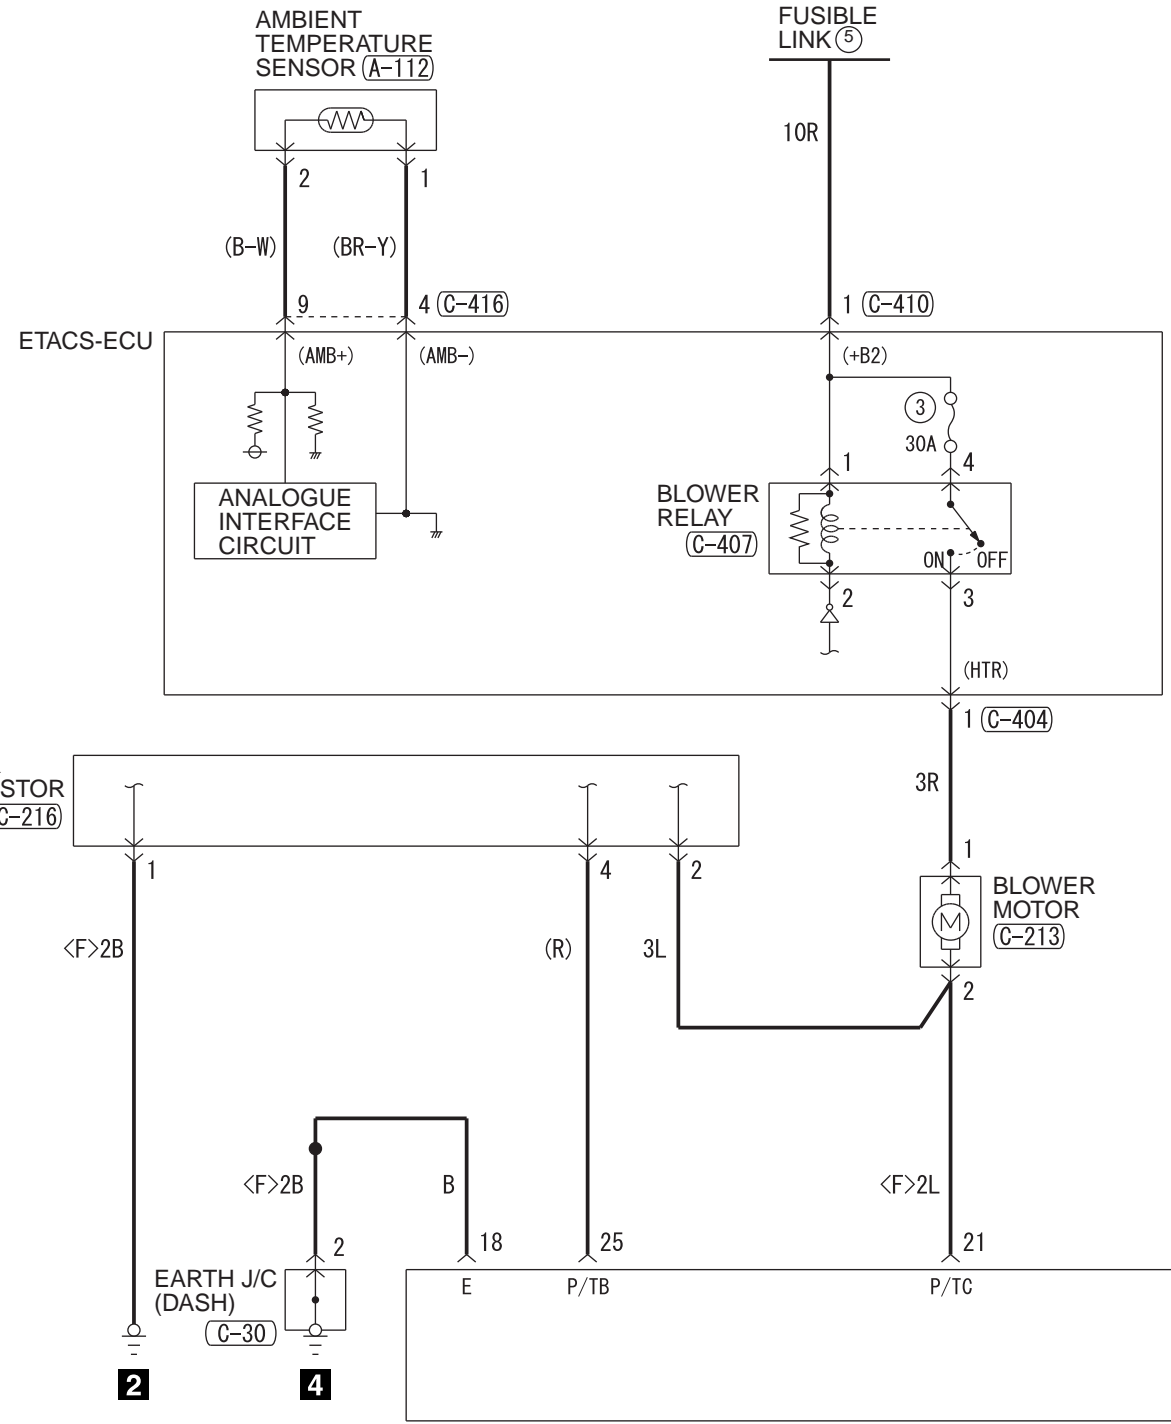 AMBIENT
TEMPERATURE
SENSOR (A-112)
FUSIBLE
LINK 5
10R
2
1
(B-W)
(BR-Y)
9
4 (C-416)
1 (C-410)
ETACS-ECU
(AMB+)
(AMB-)
(+B2)
3
30A
1
4
ANALOGUE
INTERFACE
CIRCUIT
BLOWER
RELAY
(C-407)
ON
OFF
2
3
(HTR)
1 (C-404)
STOR
C-216)
3R
1
1
4
2
BLOWER
MOTOR
(C-213)
M
<F>2B
(R)
3L
2
<F>2B
B
<F>2L
2
18
25
21
EARTH J/C
(DASH)
(C-30)
E
P/TB
P/TC
2
4